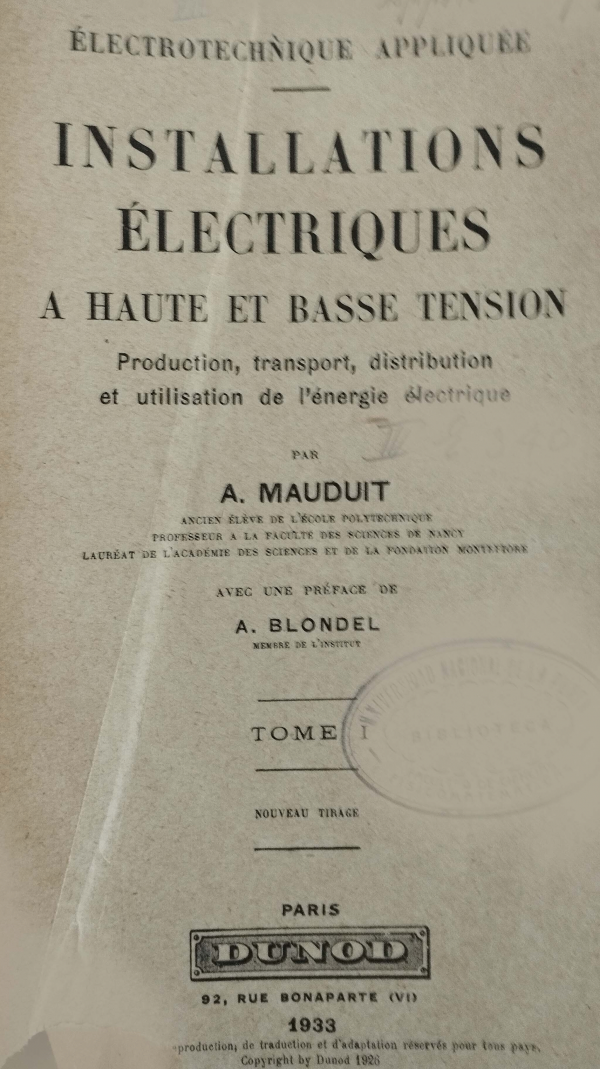 ÉLECTROTECHNIQUE APPLIQUÉE
INSTALLATIONS
ÉLECTRIQUES
A HAUTE ET BASSE TENSION
Production, transport, distribution
et utilisation de l'énergie électrique
PAR
A. MAUDUIT
ANCIEN ÉLÈVE DE L'ÉCOLE POLYTECHNIQUE
PROFESSEUR A LA FACULTÉ DES SCIENCES DE NANCY
LAURÉAT DE L'ACADÉMIE DES SCIENCES ET DE LA FONDATION MONTEFIORE
AVEC UNE PRÉFACE DE
A. BLONDEL
MEMBRE DE L'INSTITUT
TOME I
BIBLIOTECA
NOUVEAU TIRAGE
PARIS
DUNOD
92, RUE BONAPARTE (VI)
1933
production, de traduction et d'adaptation réservés pour tous pays.
Copyright by Dunod 1926